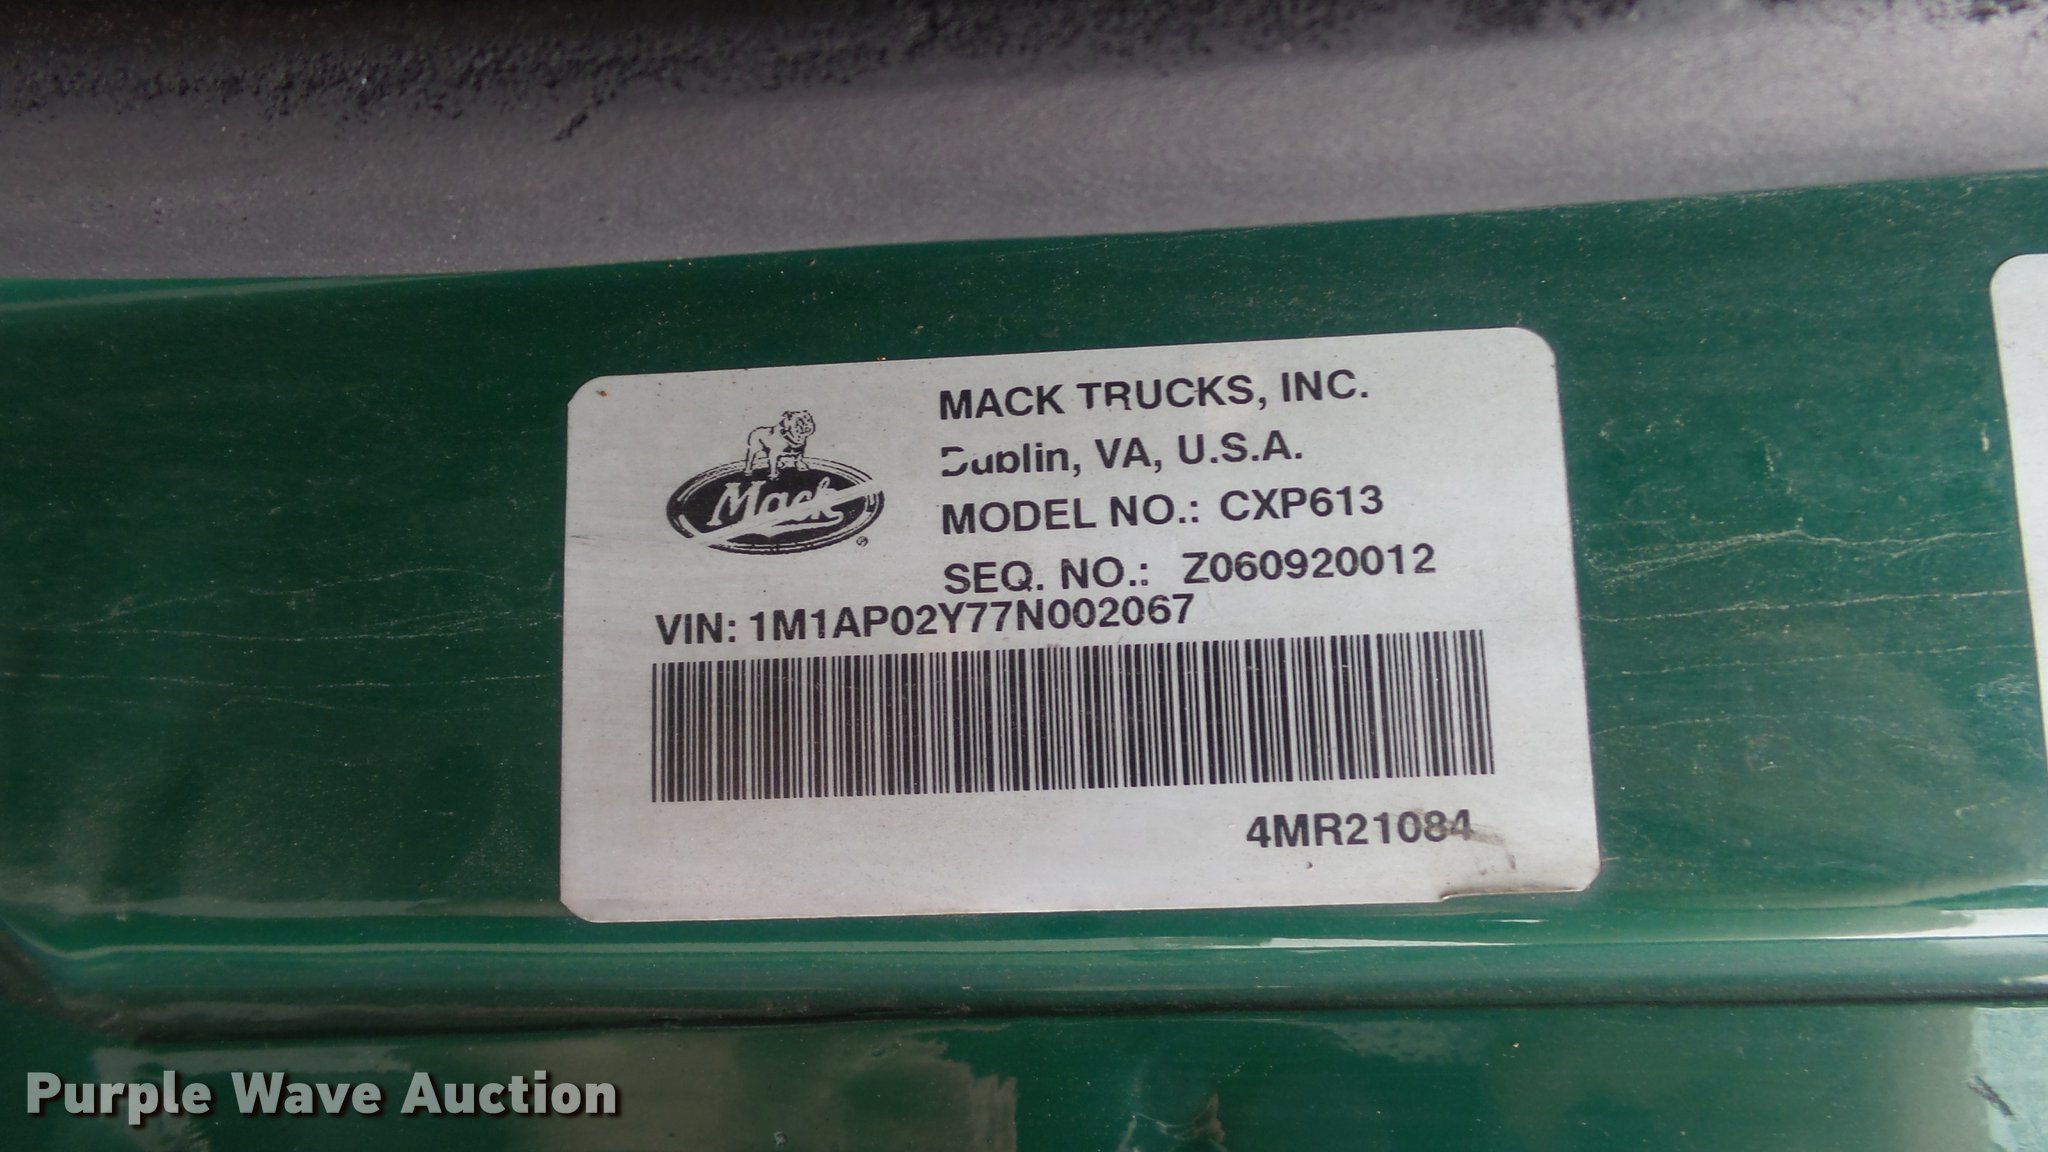 MACK TRUCKS, INC.
Dublin, VA, U.S.A.
Mack
®
MODEL NO.: CXP613
SEQ. NO.: Z060920012
VIN: 1M1AP02Y77N002067
4MR21084
Purple Wave Auction